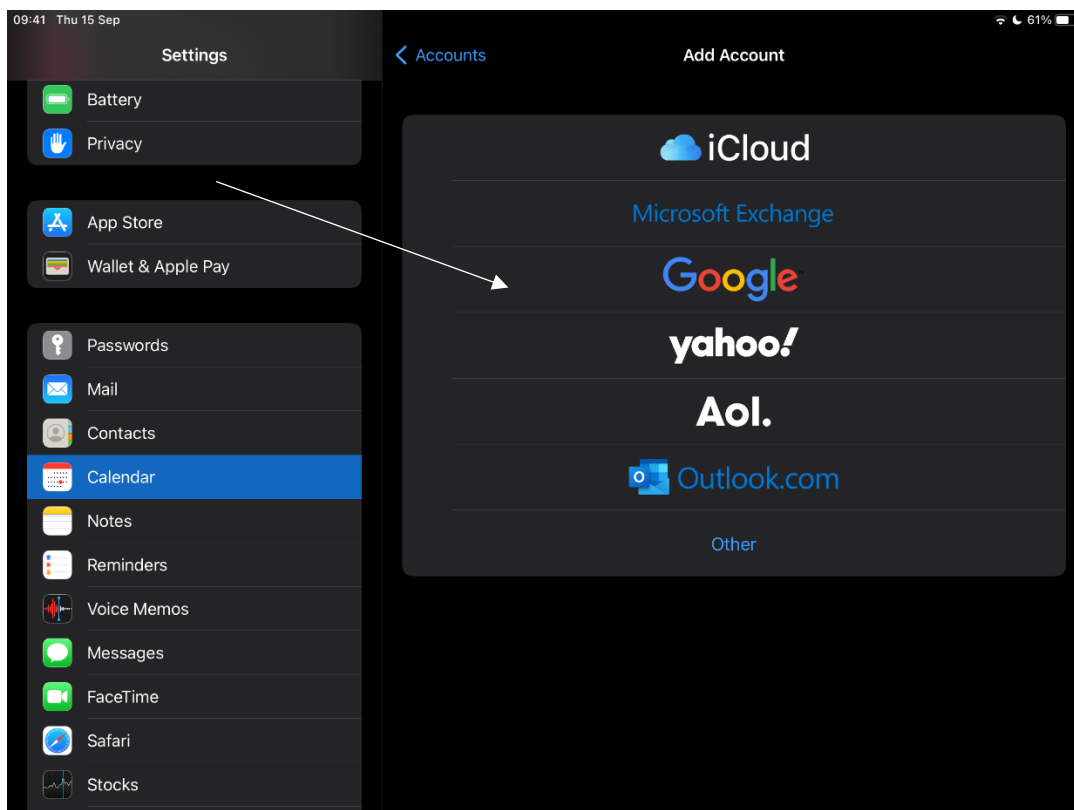 09:41 Thu 15 Sep
61%
Settings
Battery
Privacy
App Store
Wallet & Apple Pay
Passwords
Mail
Contacts
Calendar
Notes
Reminders
Voice Memos
Messages
FaceTime
Safari
Stocks
Accounts
Add Account
iCloud
Microsoft Exchange
Google
yahoo!
Aol.
Outlook.com
Other